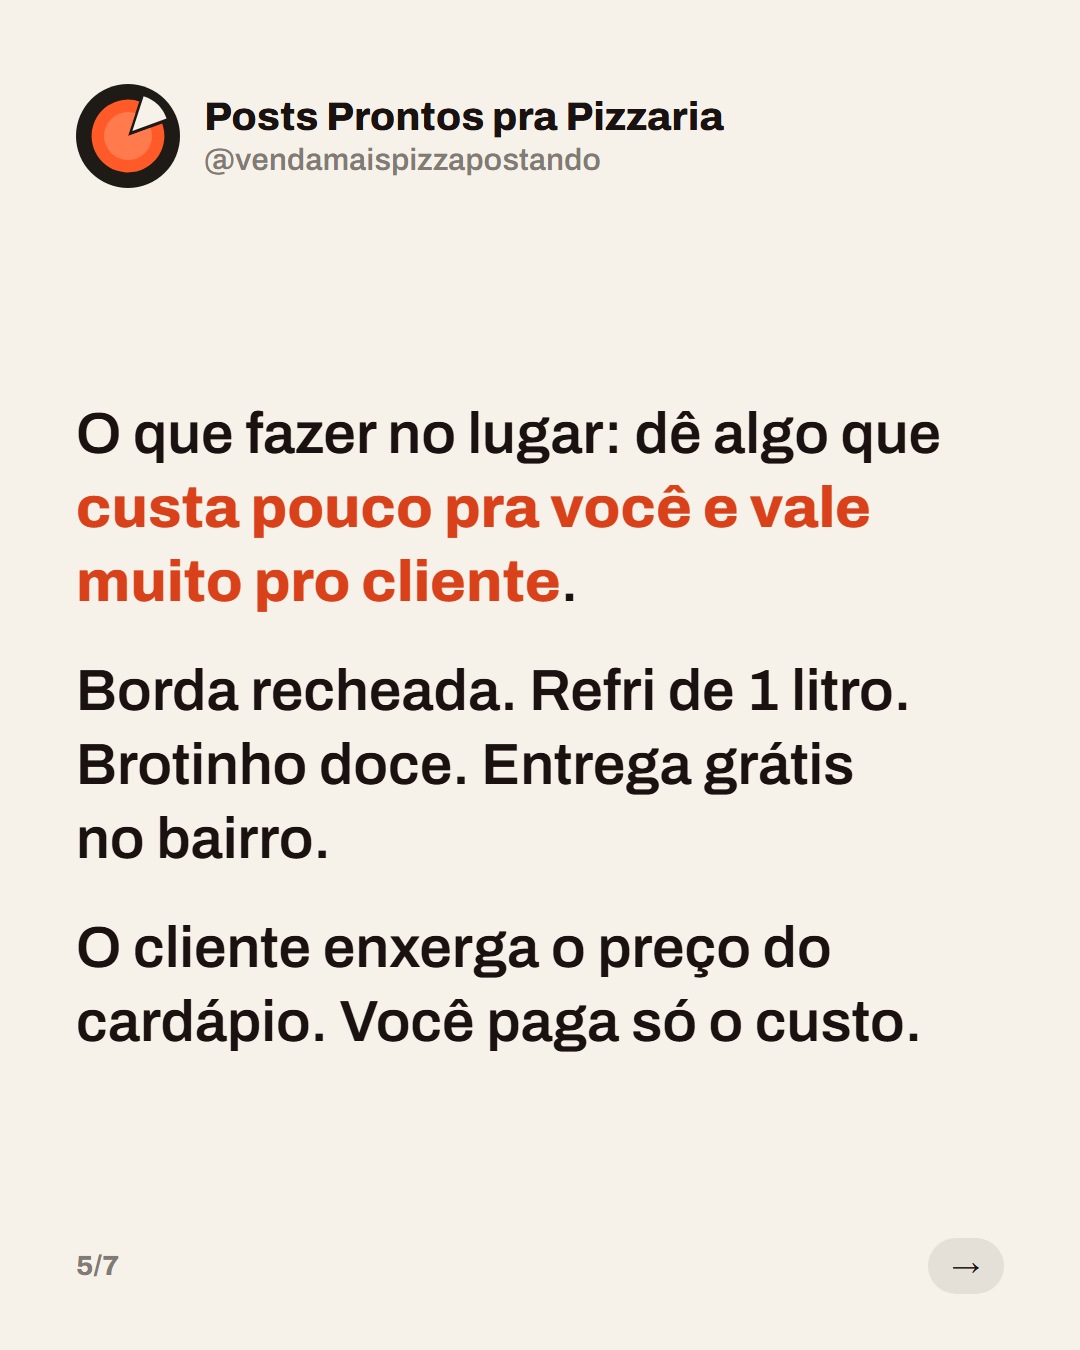 Posts Prontos pra Pizzaria
@vendamaispizzapostando
O que fazer no lugar: dê algo que
custa pouco pra você e vale
muito pro cliente.
Borda recheada. Refri de 1 litro.
Brotinho doce. Entrega grátis
no bairro.
O cliente enxerga o preço do
cardápio. Você paga só o custo.
5/7
→